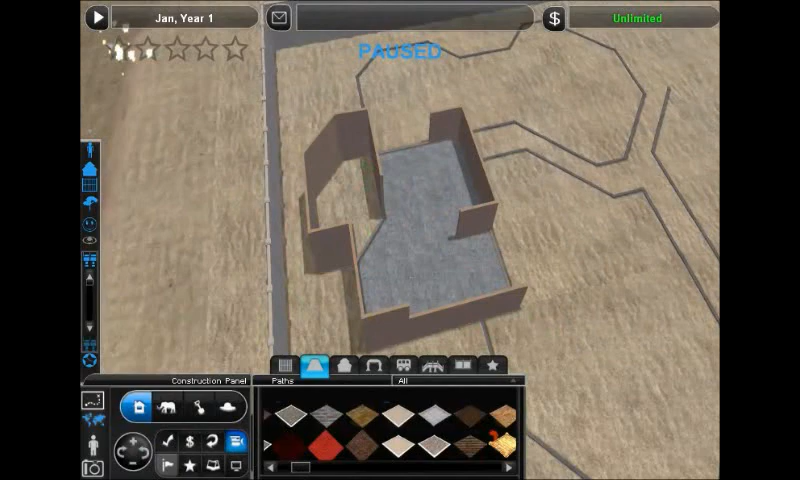 Jan, Year 1
$
Unlimited
PAUSED
Construction Panel
Paths
All
$